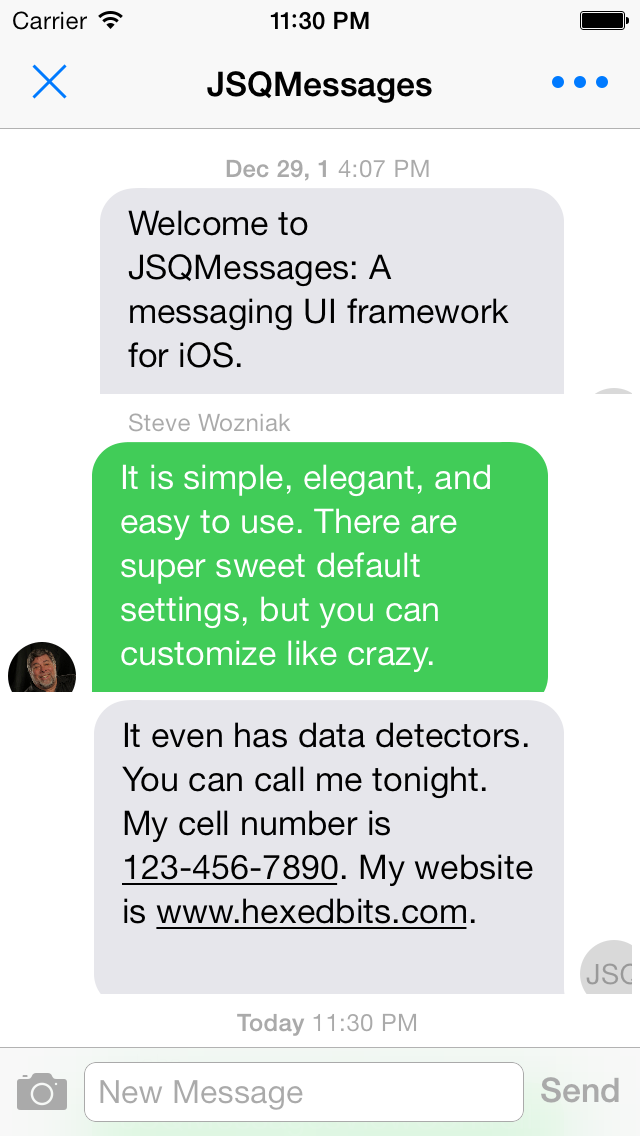 Carrier 11:30 PM
JSQMessages
Dec 29, 1 4:07 PM
Welcome to
JSQMessages: A
messaging UI framework
for iOS.
Steve Wozniak
It is simple, elegant, and
easy to use. There are
super sweet default
settings, but you can
customize like crazy.
It even has data detectors.
You can call me tonight.
My cell number is
123-456-7890. My website
is www.hexedbits.com.
JSQ
Today 11:30 PM
New Message Send